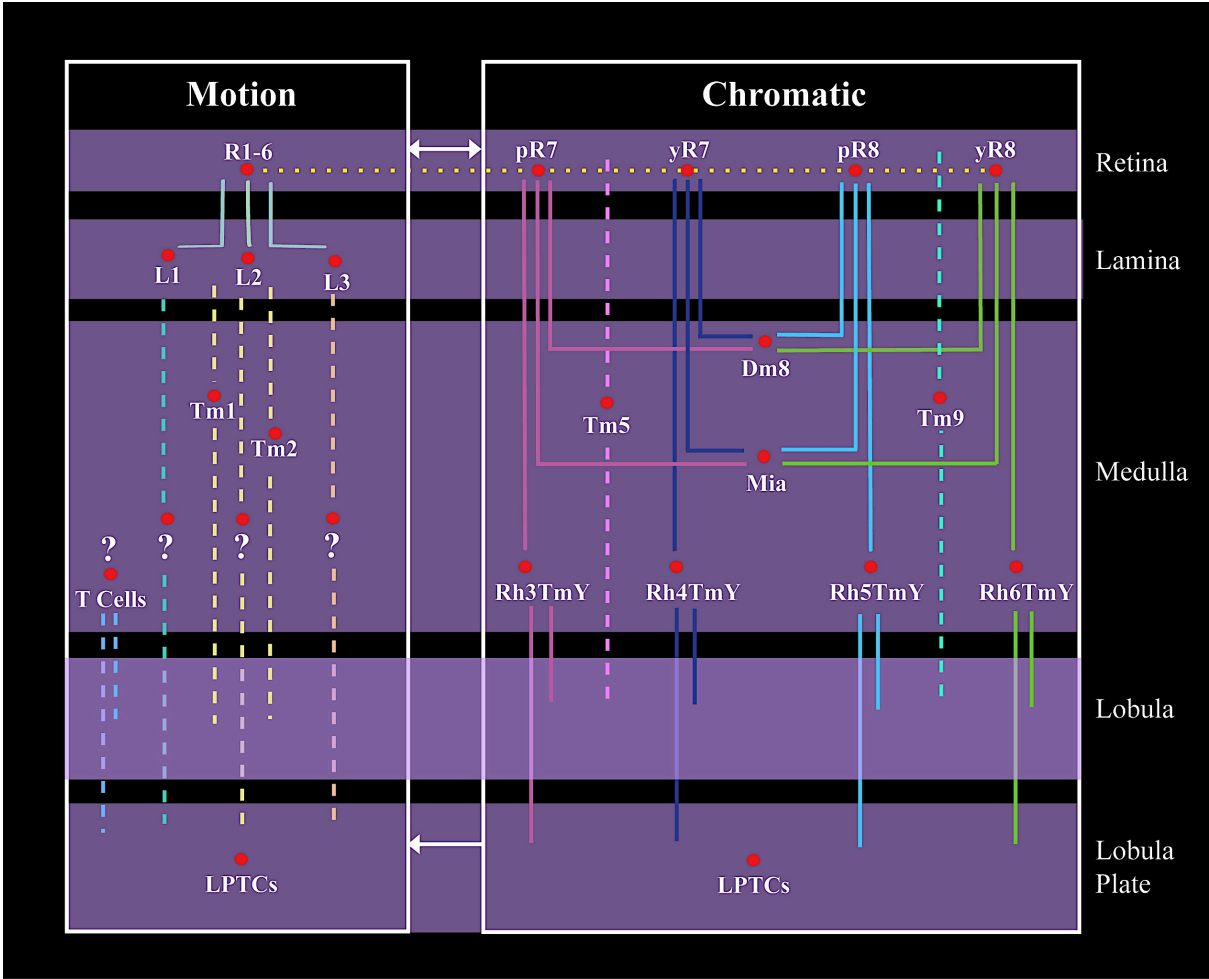 Motion
Chromatic
R1-6
pR7
yR7
pR8
yR8
Retina
L1
L2
L3
Lamina
Dm8
Tm1
Tm2
Tm5
Tm9
Mia
Medulla
?
?
?
?
T Cells
Rh3TmY
Rh4TmY
Rh5TmY
Rh6TmY
Lobula
LPTCs
LPTCs
Lobula
Plate